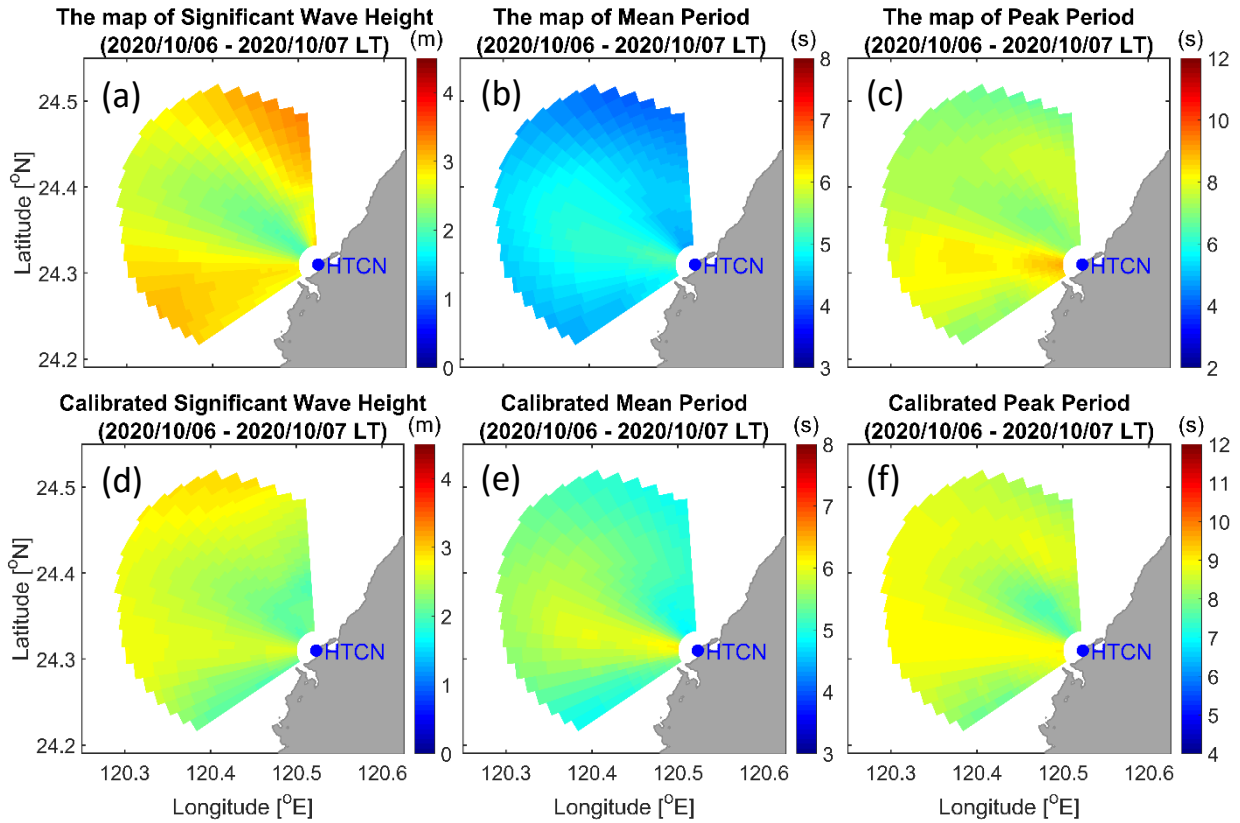 The map of Significant Wave Height
(2020/10/06 - 2020/10/07 LT) (m)
(a)
HTCN
24.5
24.4
24.3
24.2
Latitude [°N]
4
3
2
1
0
The map of Mean Period
(2020/10/06 - 2020/10/07 LT) (s)
(b)
HTCN
8
7
6
5
4
3
The map of Peak Period
(2020/10/06 - 2020/10/07 LT) (s)
(c)
HTCN
12
10
8
6
4
2
Calibrated Significant Wave Height
(2020/10/06 - 2020/10/07 LT) (m)
(d)
HTCN
24.5
24.4
24.3
24.2
Latitude [°N]
120.3 120.4 120.5 120.6
Longitude [°E]
4
3
2
1
0
Calibrated Mean Period
(2020/10/06 - 2020/10/07 LT) (s)
(e)
HTCN
120.3 120.4 120.5 120.6
Longitude [°E]
8
7
6
5
4
3
Calibrated Peak Period
(2020/10/06 - 2020/10/07 LT) (s)
(f)
HTCN
120.3 120.4 120.5 120.6
Longitude [°E]
12
11
10
9
8
7
6
5
4